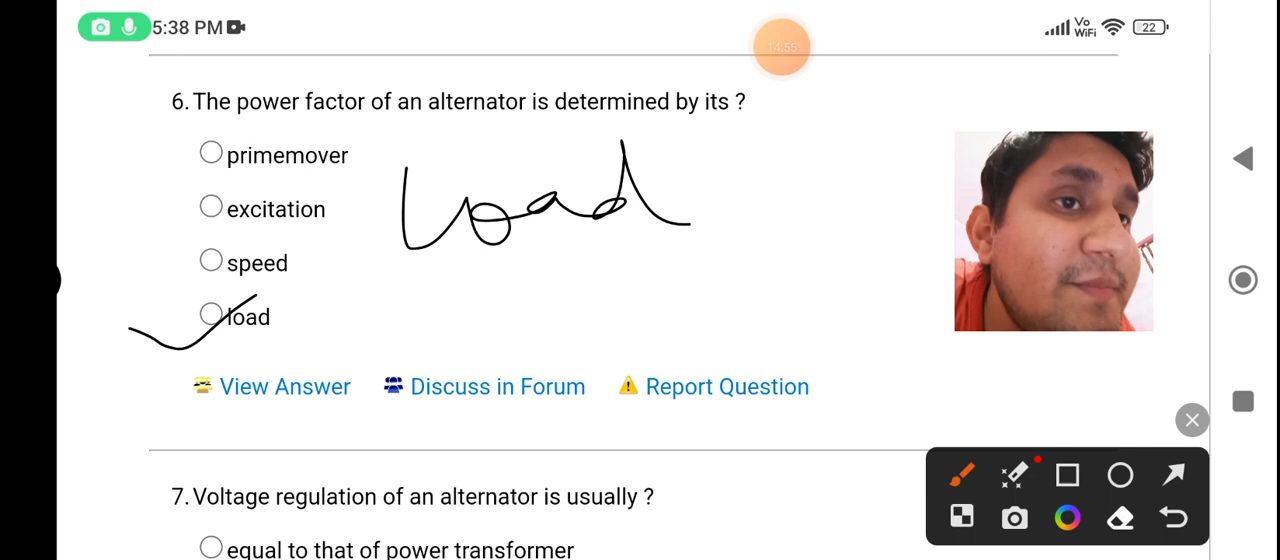 5:38 PM
Vo WiFi 22
14:55
6. The power factor of an alternator is determined by its ?
primemover
load
excitation
speed
load
View Answer Discuss in Forum Report Question
7. Voltage regulation of an alternator is usually ?
equal to that of power transformer